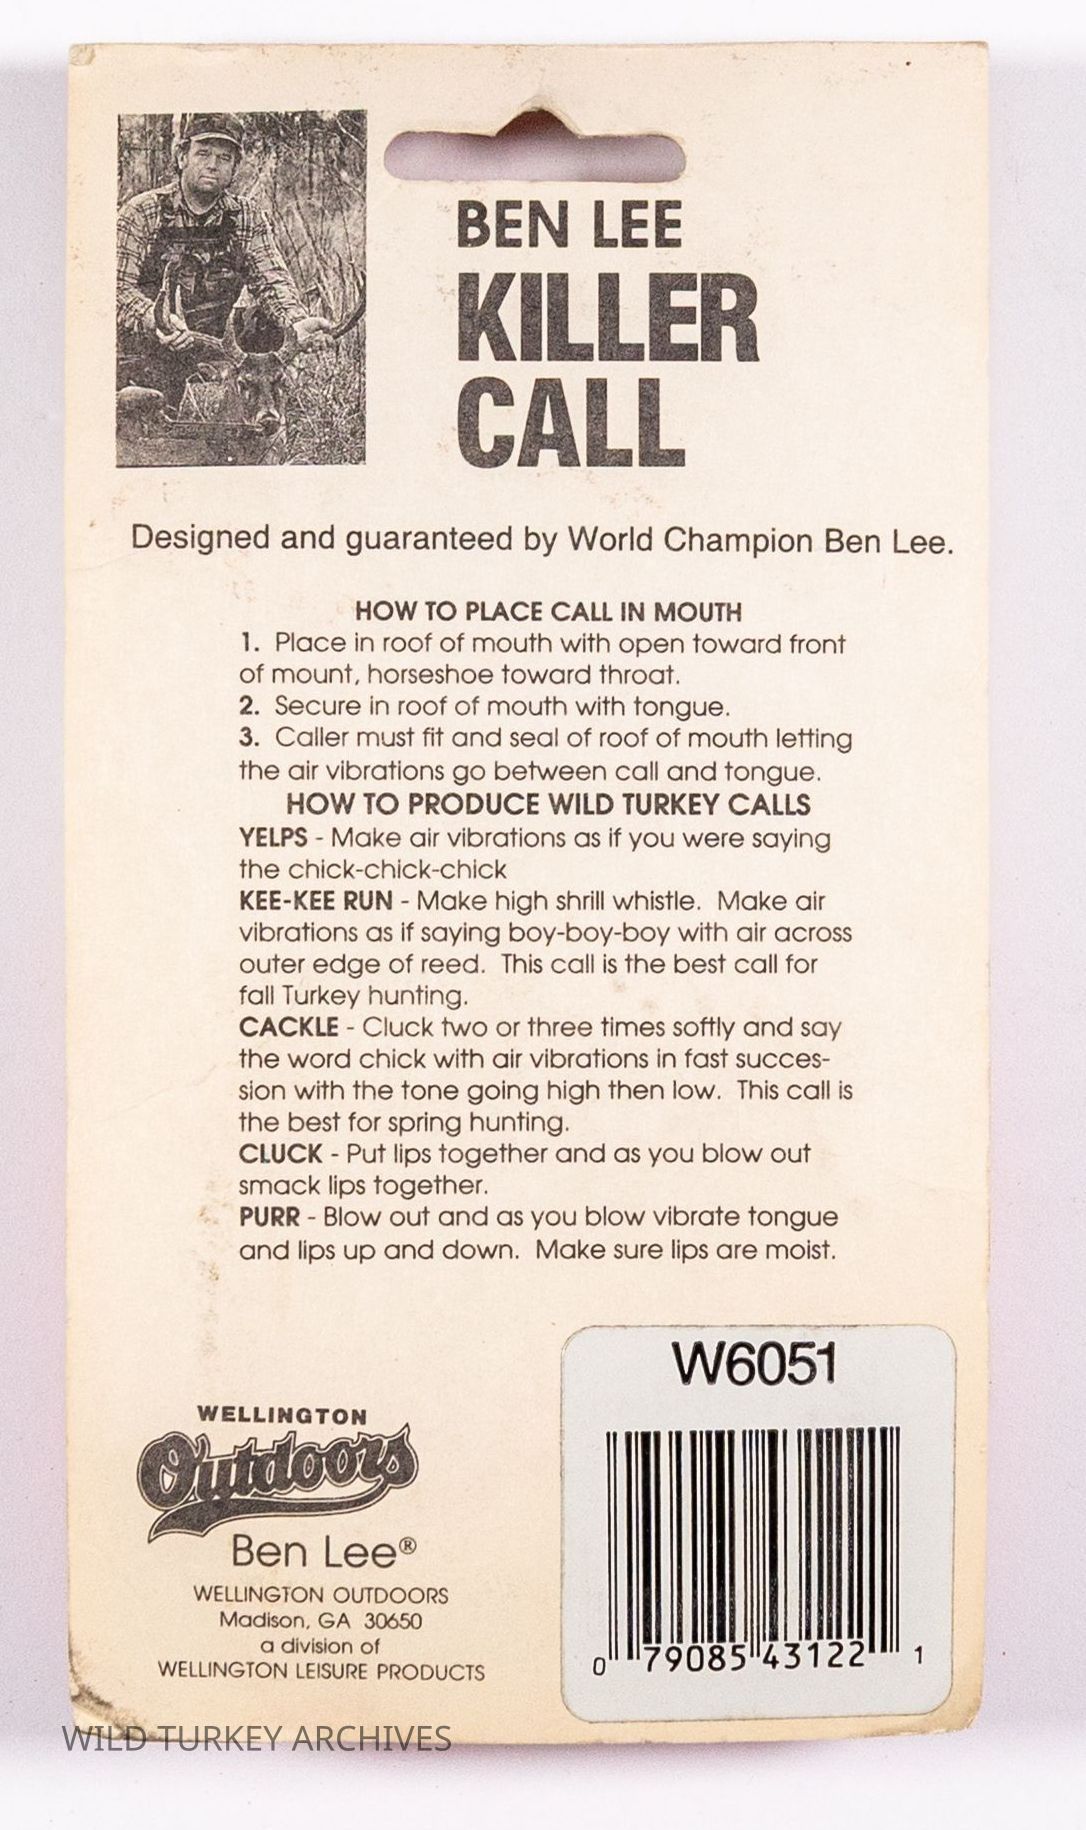 BEN LEE
KILLER
CALL
Designed and guaranteed by World Champion Ben Lee.
HOW TO PLACE CALL IN MOUTH
1. Place in roof of mouth with open toward front
of mount, horseshoe toward throat.
2. Secure in roof of mouth with tongue.
3. Caller must fit and seal of roof of mouth letting
the air vibrations go between call and tongue.
HOW TO PRODUCE WILD TURKEY CALLS
YELPS - Make air vibrations as if you were saying
the chick-chick-chick
KEE-KEE RUN - Make high shrill whistle. Make air
vibrations as if saying boy-boy-boy with air across
outer edge of reed. This call is the best call for
fall Turkey hunting.
CACKLE - Cluck two or three times softly and say
the word chick with air vibrations in fast succes-
sion with the tone going high then low. This call is
the best for spring hunting.
CLUCK - Put lips together and as you blow out
smack lips together.
PURR - Blow out and as you blow vibrate tongue
and lips up and down. Make sure lips are moist.
WELLINGTON
Outdoors
Ben Lee®
WELLINGTON OUTDOORS
Madison, GA 30650
a division of
WELLINGTON LEISURE PRODUCTS
W6051
0 79085 43122 1
WILD TURKEY ARCHIVES